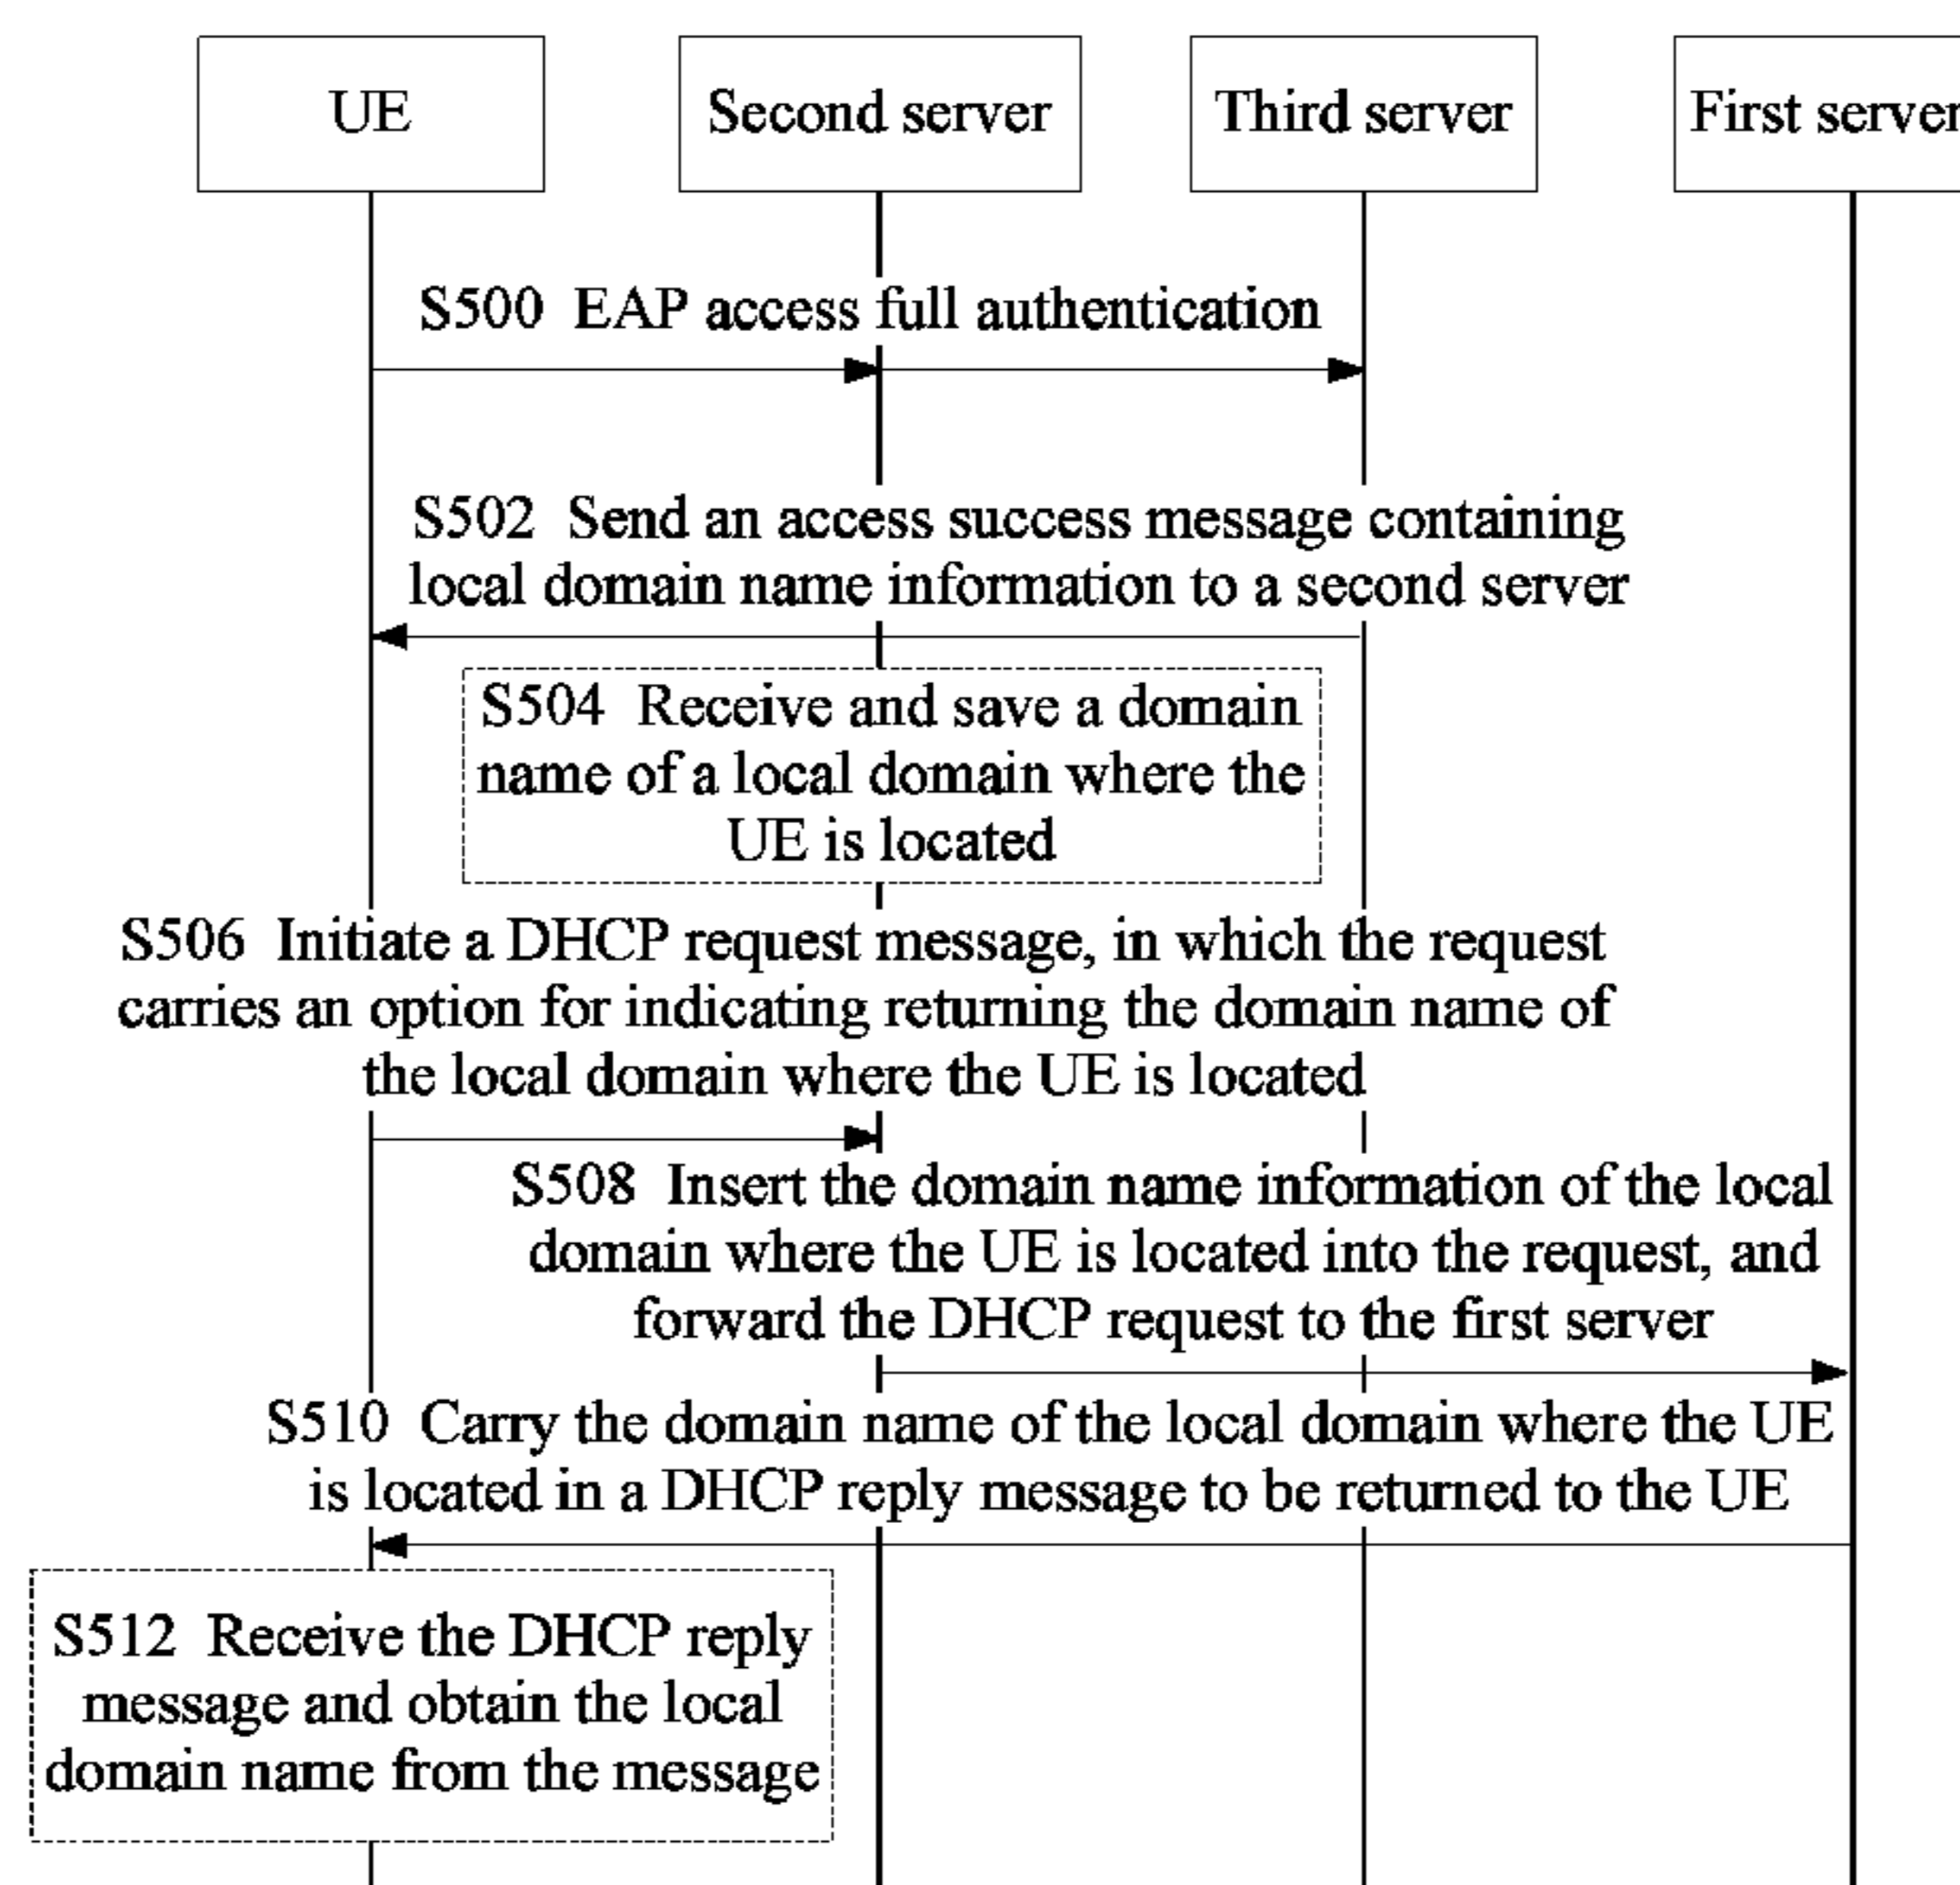 UE
Second server
Third server
First server
S500 EAP access full authentication
S502 Send an access success message containing
local domain name information to a second server
S504 Receive and save a domain
name of a local domain where the
UE is located
S506 Initiate a DHCP request message, in which the request
carries an option for indicating returning the domain name of
the local domain where the UE is located
S508 Insert the domain name information of the local
domain where the UE is located into the request, and
forward the DHCP request to the first server
S510 Carry the domain name of the local domain where the UE
is located in a DHCP reply message to be returned to the UE
S512 Receive the DHCP reply
message and obtain the local
domain name from the message